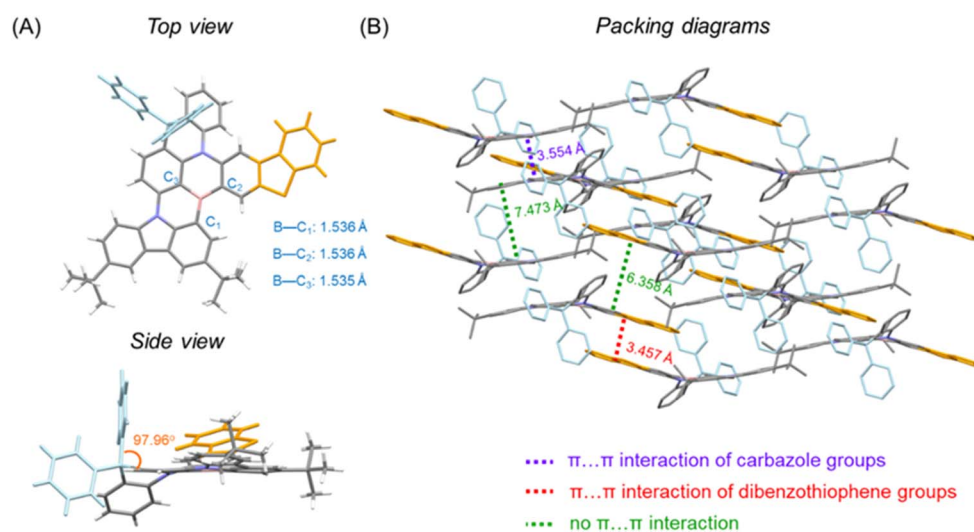 (A)
Top view
C₃
C₂
C₁
B—C₁: 1.536 Å
B—C₂: 1.536 Å
B—C₃: 1.535 Å
Side view
97.96°
(B)
Packing diagrams
3.554 Å
7.473 Å
6.358 Å
3.457 Å
π…π interaction of carbazole groups
π…π interaction of dibenzothiophene groups
no π…π interaction